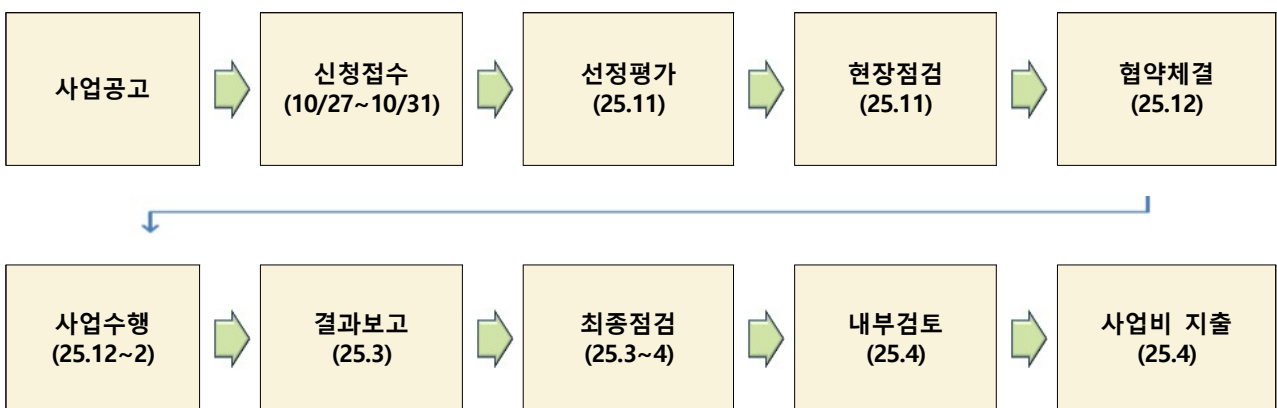 사업공고
신청접수
(10/27~10/31)
선정평가
(25.11)
현장점검
(25.11)
협약체결
(25.12)
사업수행
(25.12~2)
결과보고
(25.3)
최종점검
(25.3~4)
내부검토
(25.4)
사업비 지출
(25.4)